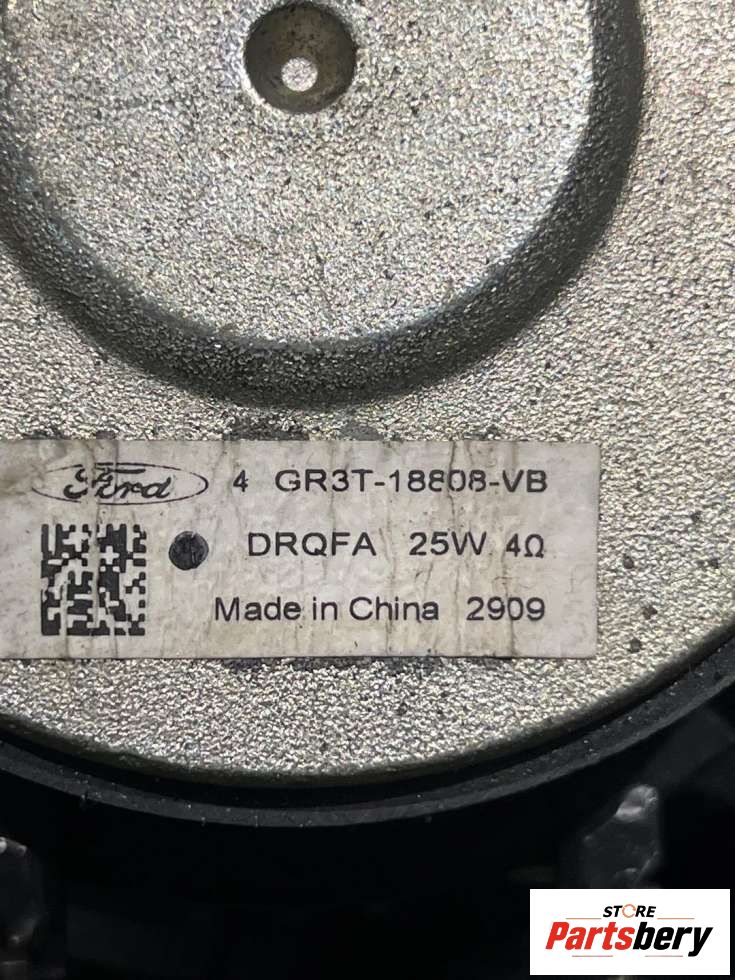 Ford 4 GR3T-18808-VB
DRQFA 25W 4Ω
Made in China 2909
STORE
Partsbery